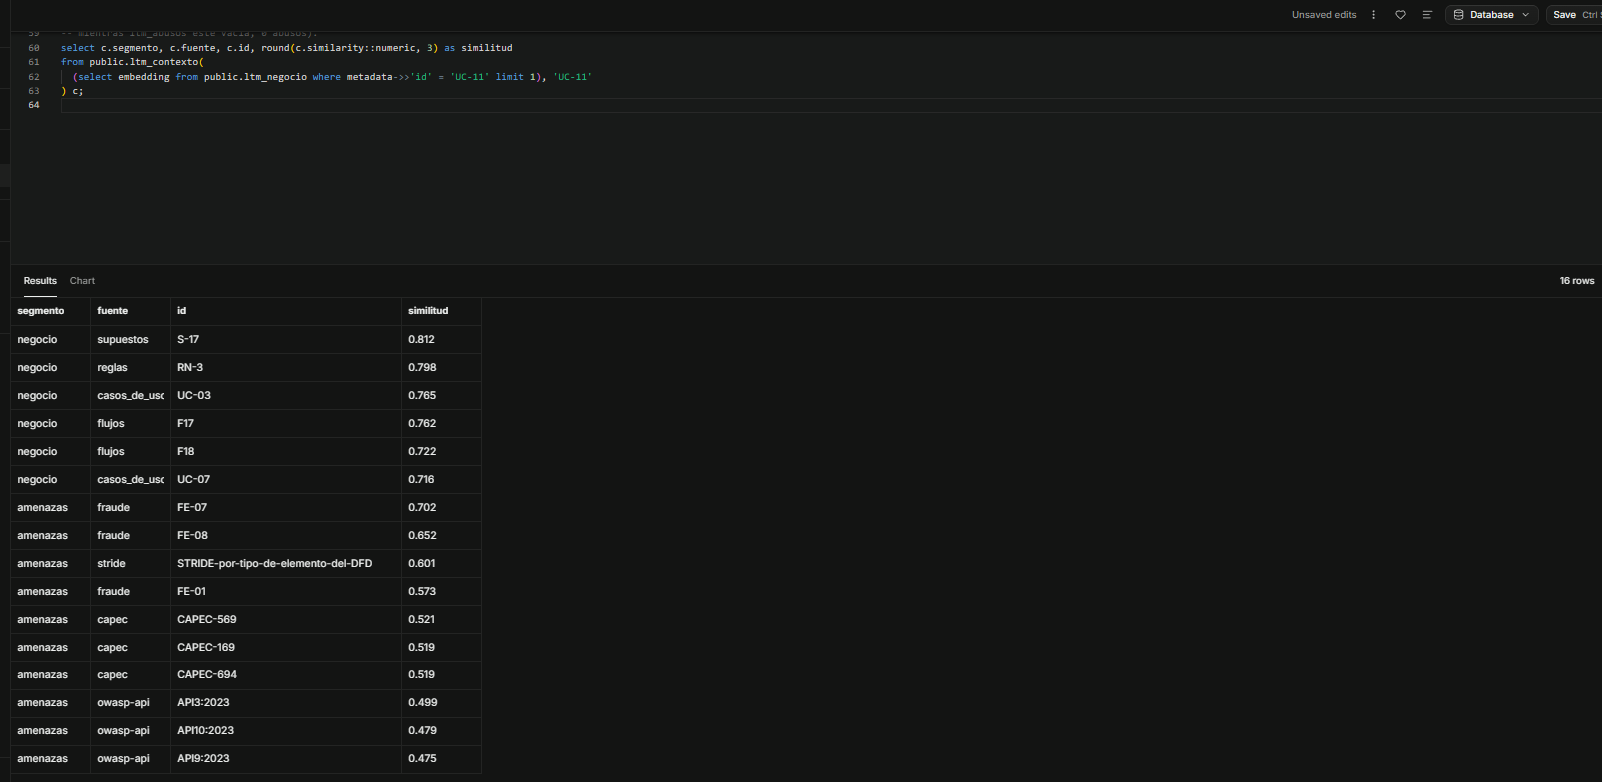 Unsaved edits Database Save Ctrl
59 -- mientras ltm_abusos este vacia, 0 abusos).
60 select c.segmento, c.fuente, c.id, round(c.similarity::numeric, 3) as similitud
61 from public.ltm_contexto(
62 (select embedding from public.ltm_negocio where metadata->>'id' = 'UC-11' limit 1), 'UC-11'
63 ) c;
64
Results Chart 16 rows
segmento fuente id similitud
negocio supuestos S-17 0.812
negocio reglas RN-3 0.798
negocio casos_de_usc UC-03 0.765
negocio flujos F17 0.762
negocio flujos F18 0.722
negocio casos_de_usc UC-07 0.716
amenazas fraude FE-07 0.702
amenazas fraude FE-08 0.652
amenazas stride STRIDE-por-tipo-de-elemento-del-DFD 0.601
amenazas fraude FE-01 0.573
amenazas capec CAPEC-569 0.521
amenazas capec CAPEC-169 0.519
amenazas capec CAPEC-694 0.519
amenazas owasp-api API3:2023 0.499
amenazas owasp-api API10:2023 0.479
amenazas owasp-api API9:2023 0.475